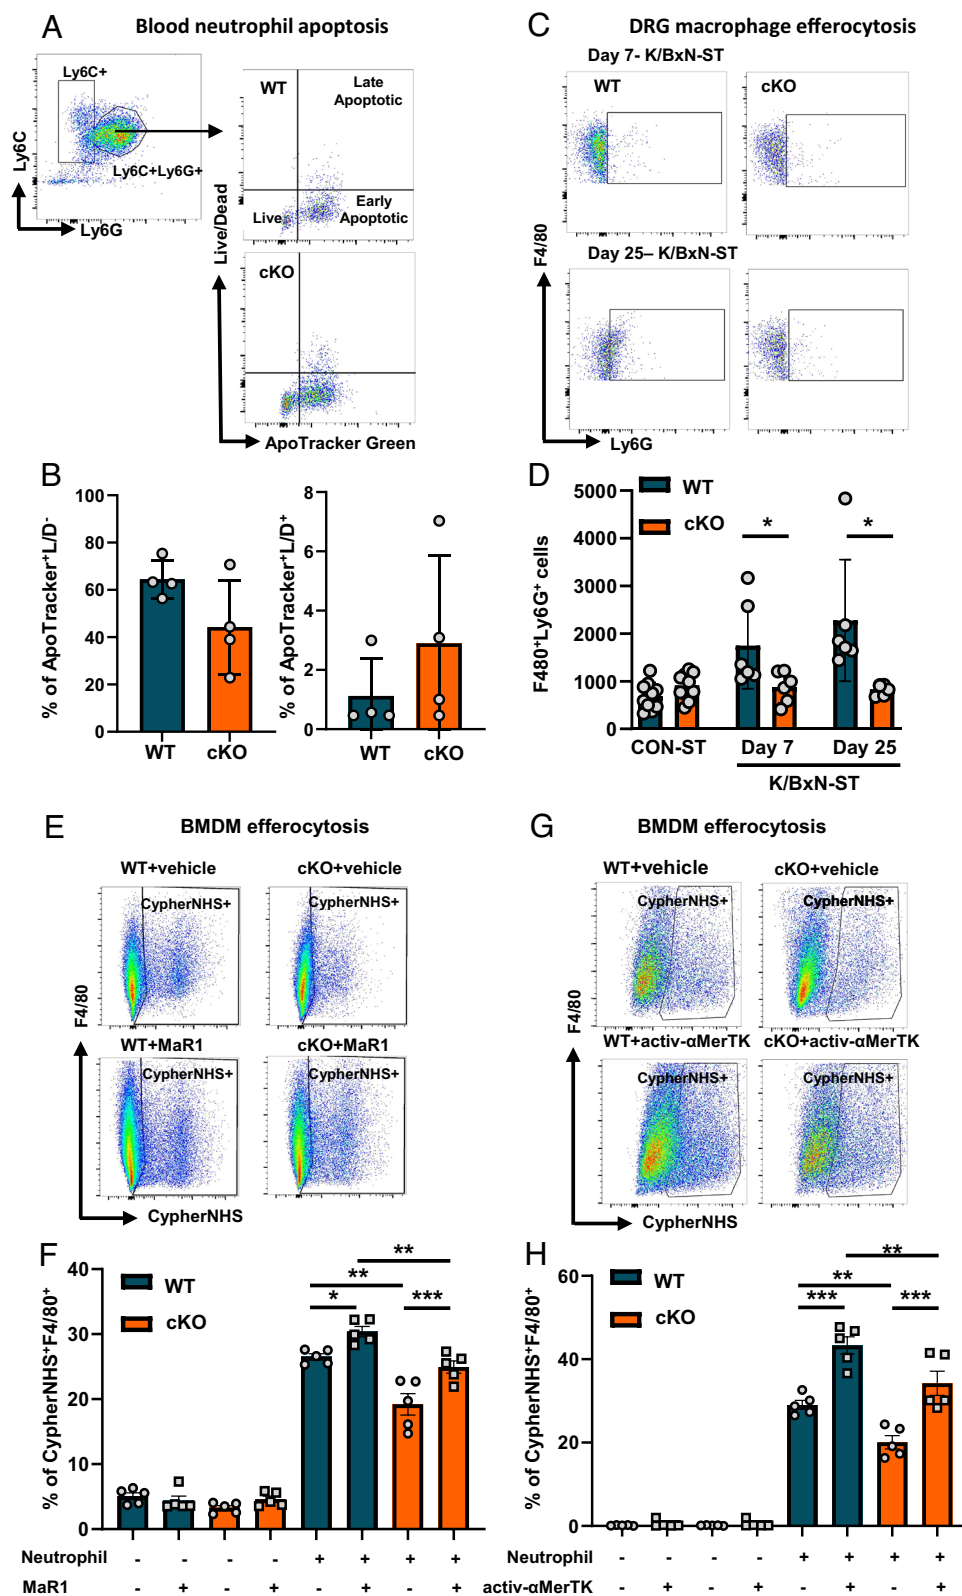 A
Blood neutrophil apoptosis
Ly6C+
Ly6C+Ly6G+
Ly6C
Ly6G
WT
Late
Apoptotic
Live
Early
Apoptotic
cKO
Live/Dead
ApoTracker Green
B
% of ApoTracker⁺L/D⁻
100
80
60
40
20
0
WT
cKO
% of ApoTracker⁺L/D⁺
8
6
4
2
0
WT
cKO
C
DRG macrophage efferocytosis
Day 7- K/BxN-ST
WT
cKO
Day 25– K/BxN-ST
F4/80
Ly6G
D
F480⁺Ly6G⁺ cells
5000
4000
3000
2000
1000
0
WT
cKO
*
*
CON-ST
Day 7
Day 25
K/BxN-ST
E
BMDM efferocytosis
WT+vehicle
cKO+vehicle
CypherNHS+
CypherNHS+
WT+MaR1
cKO+MaR1
CypherNHS+
CypherNHS+
F4/80
CypherNHS
F
% of CypherNHS⁺F4/80⁺
40
30
20
10
0
WT
cKO
**
**
*
***
Neutrophil - - - - + + + +
MaR1 - + - + - + - +
G
BMDM efferocytosis
WT+vehicle
cKO+vehicle
CypherNHS+
CypherNHS+
WT+activ-αMerTK
cKO+activ-αMerTK
CypherNHS+
CypherNHS+
F4/80
CypherNHS
H
% of CypherNHS⁺F4/80⁺
60
40
20
0
WT
cKO
**
**
***
***
Neutrophil - - - - + + + +
activ-αMerTK - + - + - + - +